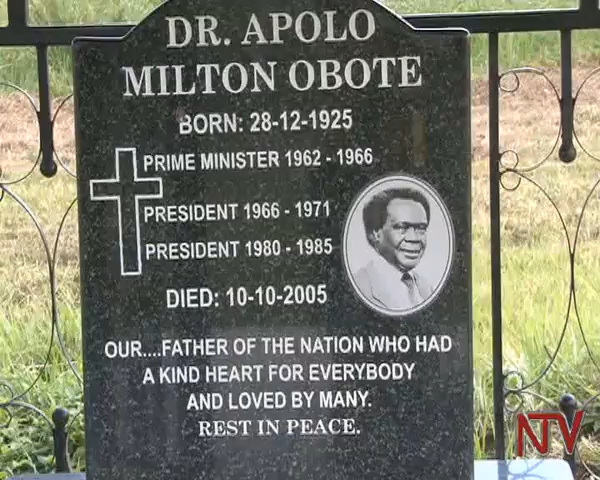 DR. APOLO
MILTON OBOTE
BORN: 28-12-1925
PRIME MINISTER 1962 - 1966
PRESIDENT 1966 - 1971
PRESIDENT 1980 - 1985
DIED: 10-10-2005
OUR....FATHER OF THE NATION WHO HAD
A KIND HEART FOR EVERYBODY
AND LOVED BY MANY.
REST IN PEACE.
NTV